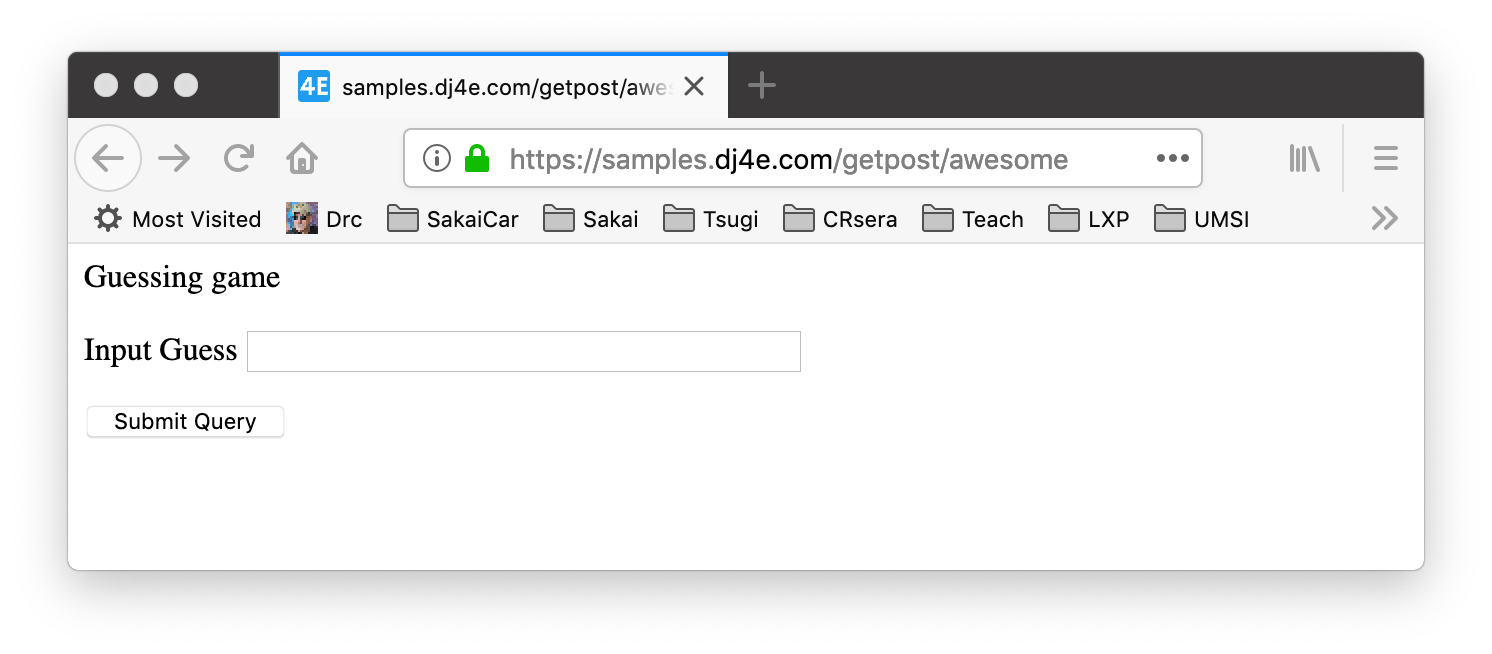 4E samples.dj4e.com/getpost/awes
https://samples.dj4e.com/getpost/awesome
Most Visited Drc SakaiCar Sakai Tsugi CRsera Teach LXP UMSI
Guessing game
Input Guess
Submit Query